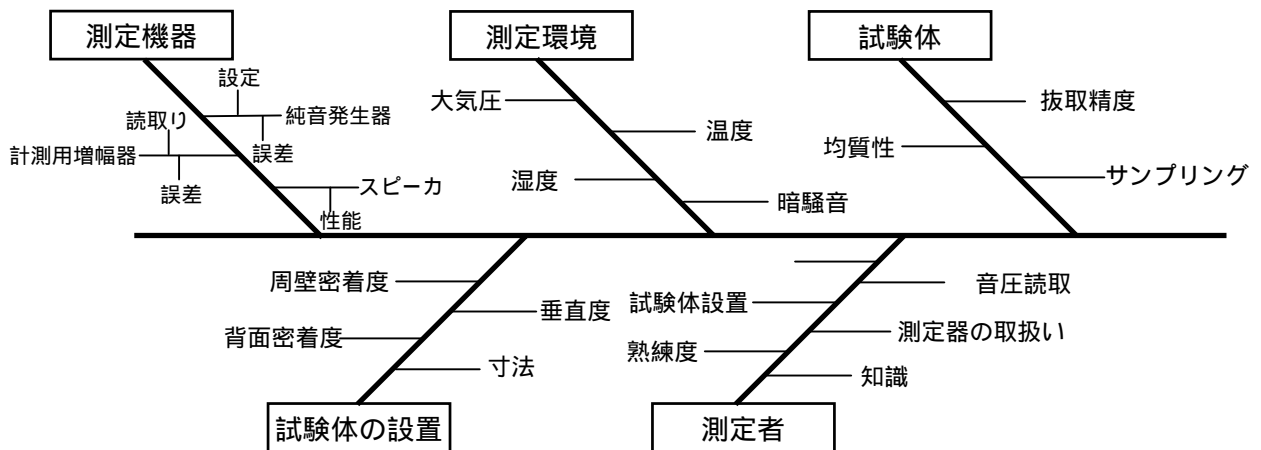 測定機器
測定環境
試験体
設定
純音発生器
読取り
計測用増幅器
誤差
誤差
スピーカ
性能
大気圧
温度
湿度
暗騒音
抜取精度
均質性
サンプリング
周壁密着度
垂直度
背面密着度
寸法
音圧読取
試験体設置
測定器の取扱い
熟練度
知識
試験体の設置
測定者